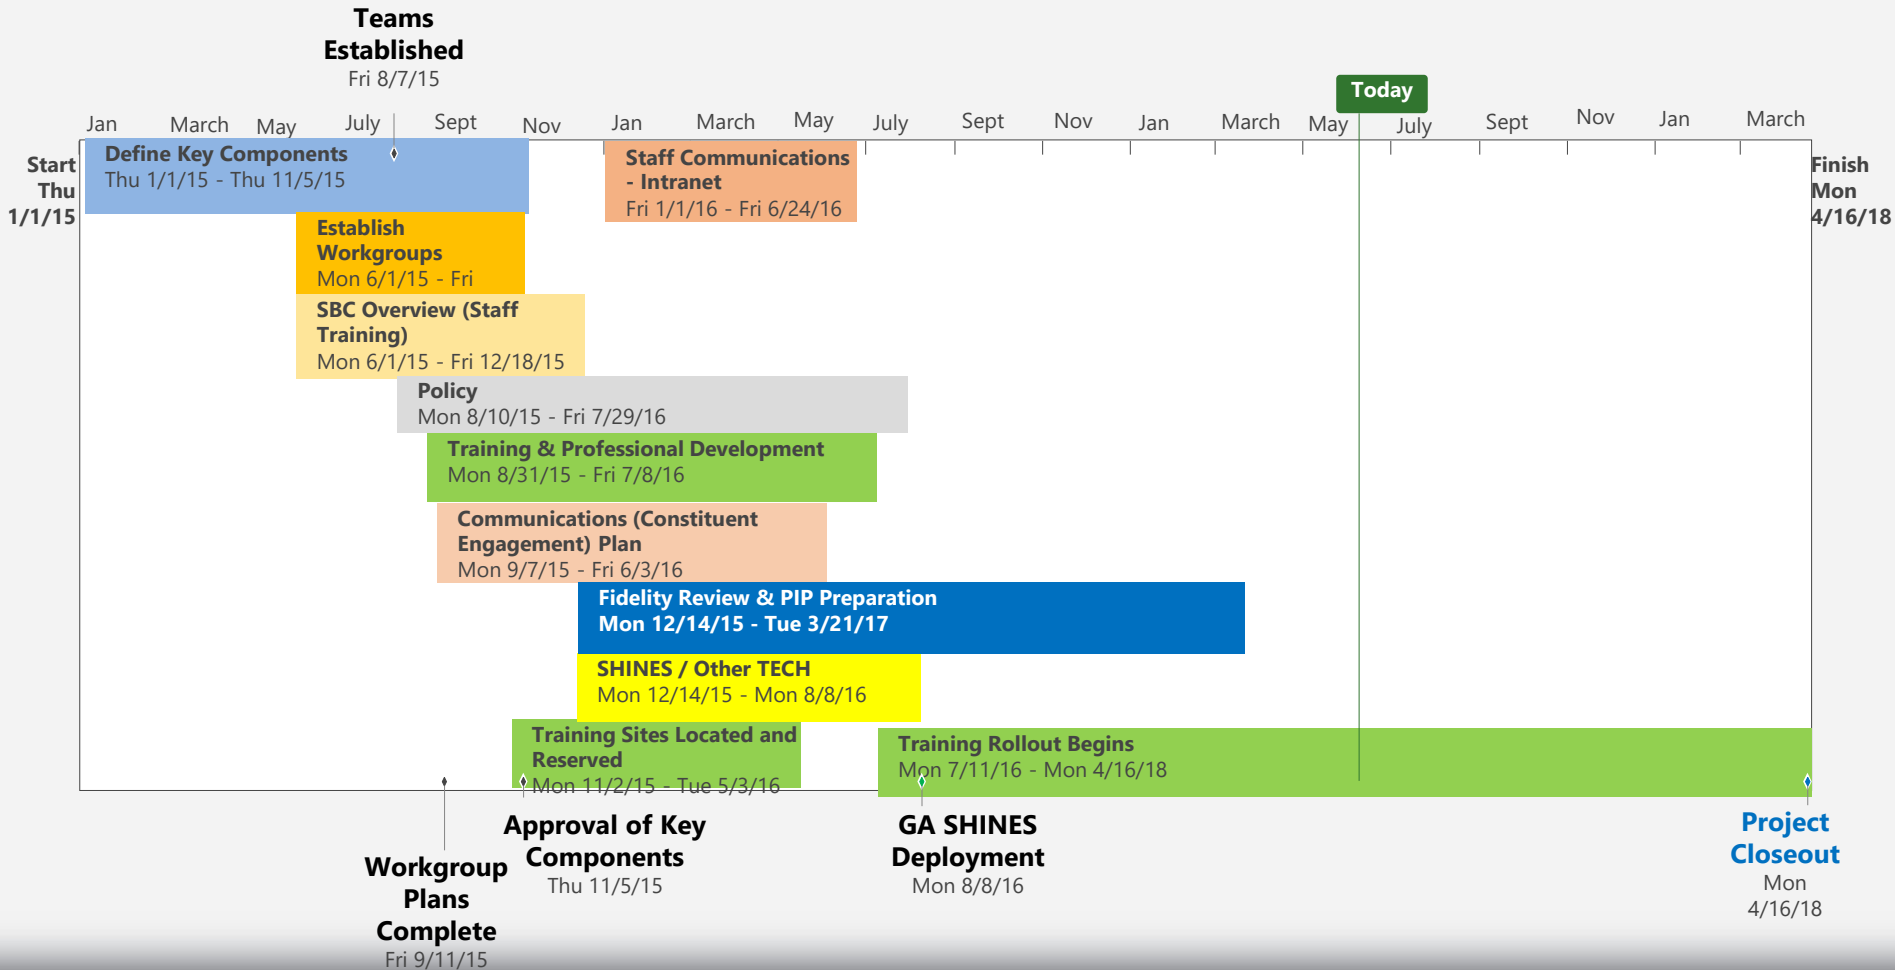 Teams
Established
Fri 8/7/15
Today
Jan March May July Sept Nov Jan March May July Sept Nov Jan March May July Sept Nov Jan March
Start
Thu
1/1/15
Finish
Mon
4/16/18
Define Key Components
Thu 1/1/15 - Thu 11/5/15
Staff Communications
- Intranet
Fri 1/1/16 - Fri 6/24/16
Establish
Workgroups
Mon 6/1/15 - Fri
SBC Overview (Staff
Training)
Mon 6/1/15 - Fri 12/18/15
Policy
Mon 8/10/15 - Fri 7/29/16
Training & Professional Development
Mon 8/31/15 - Fri 7/8/16
Communications (Constituent
Engagement) Plan
Mon 9/7/15 - Fri 6/3/16
Fidelity Review & PIP Preparation
Mon 12/14/15 - Tue 3/21/17
SHINES / Other TECH
Mon 12/14/15 - Mon 8/8/16
Training Sites Located and
Reserved
Mon 11/2/15 - Tue 5/3/16
Training Rollout Begins
Mon 7/11/16 - Mon 4/16/18
Workgroup
Plans
Complete
Fri 9/11/15
Approval of Key
Components
Thu 11/5/15
GA SHINES
Deployment
Mon 8/8/16
Project
Closeout
Mon
4/16/18